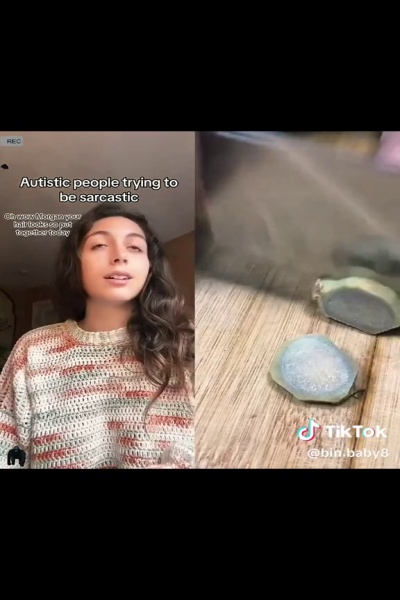 REC
Autistic people trying to
be sarcastic
Oh wow Morgan your
hair looks so put
together today
TikTok
@bin.baby8